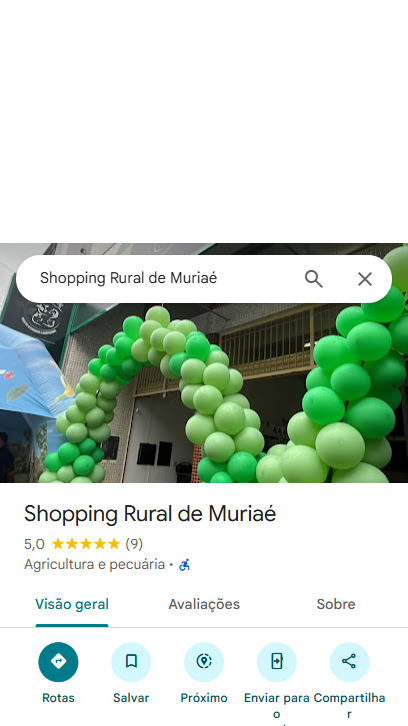 Shopping Rural de Muriaé
Shopping Rural de Muriaé
5,0 ★★★★★ (9)
Agricultura e pecuária ·
Visão geral Avaliações Sobre
Rotas Salvar Próximo Enviar para o Compartilhar